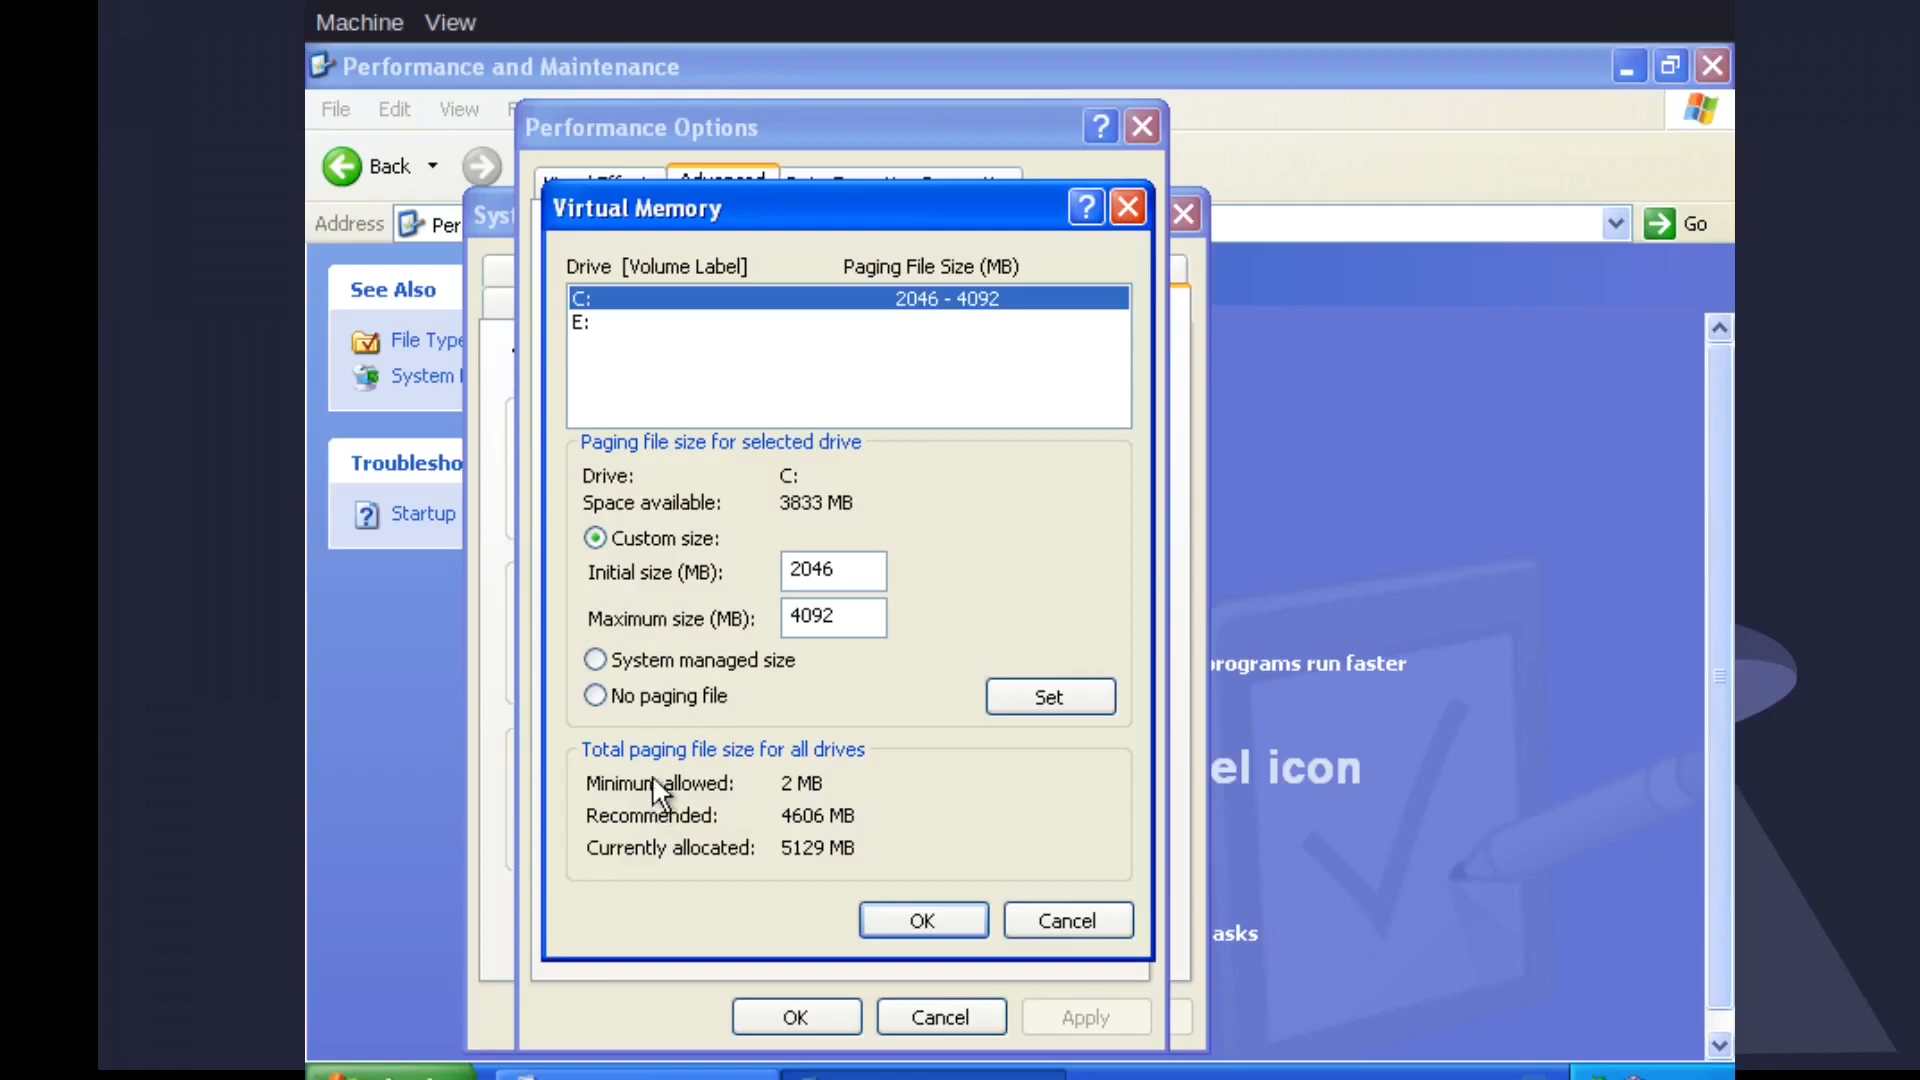 Machine View
Performance and Maintenance
File Edit View
Performance Options
Back
Advanced
Address
Per
Syst
Virtual Memory
Go
Drive [Volume Label] Paging File Size (MB)
C: 2046 - 4092
E:
See Also
File Type
System
Troublesho
Startup
Paging file size for selected drive
Drive: C:
Space available: 3833 MB
Custom size:
Initial size (MB): 2046
Maximum size (MB): 4092
System managed size
No paging file
Set
programs run faster
Total paging file size for all drives
Minimum allowed: 2 MB
Recommended: 4606 MB
Currently allocated: 5129 MB
el icon
OK Cancel
asks
OK Cancel Apply